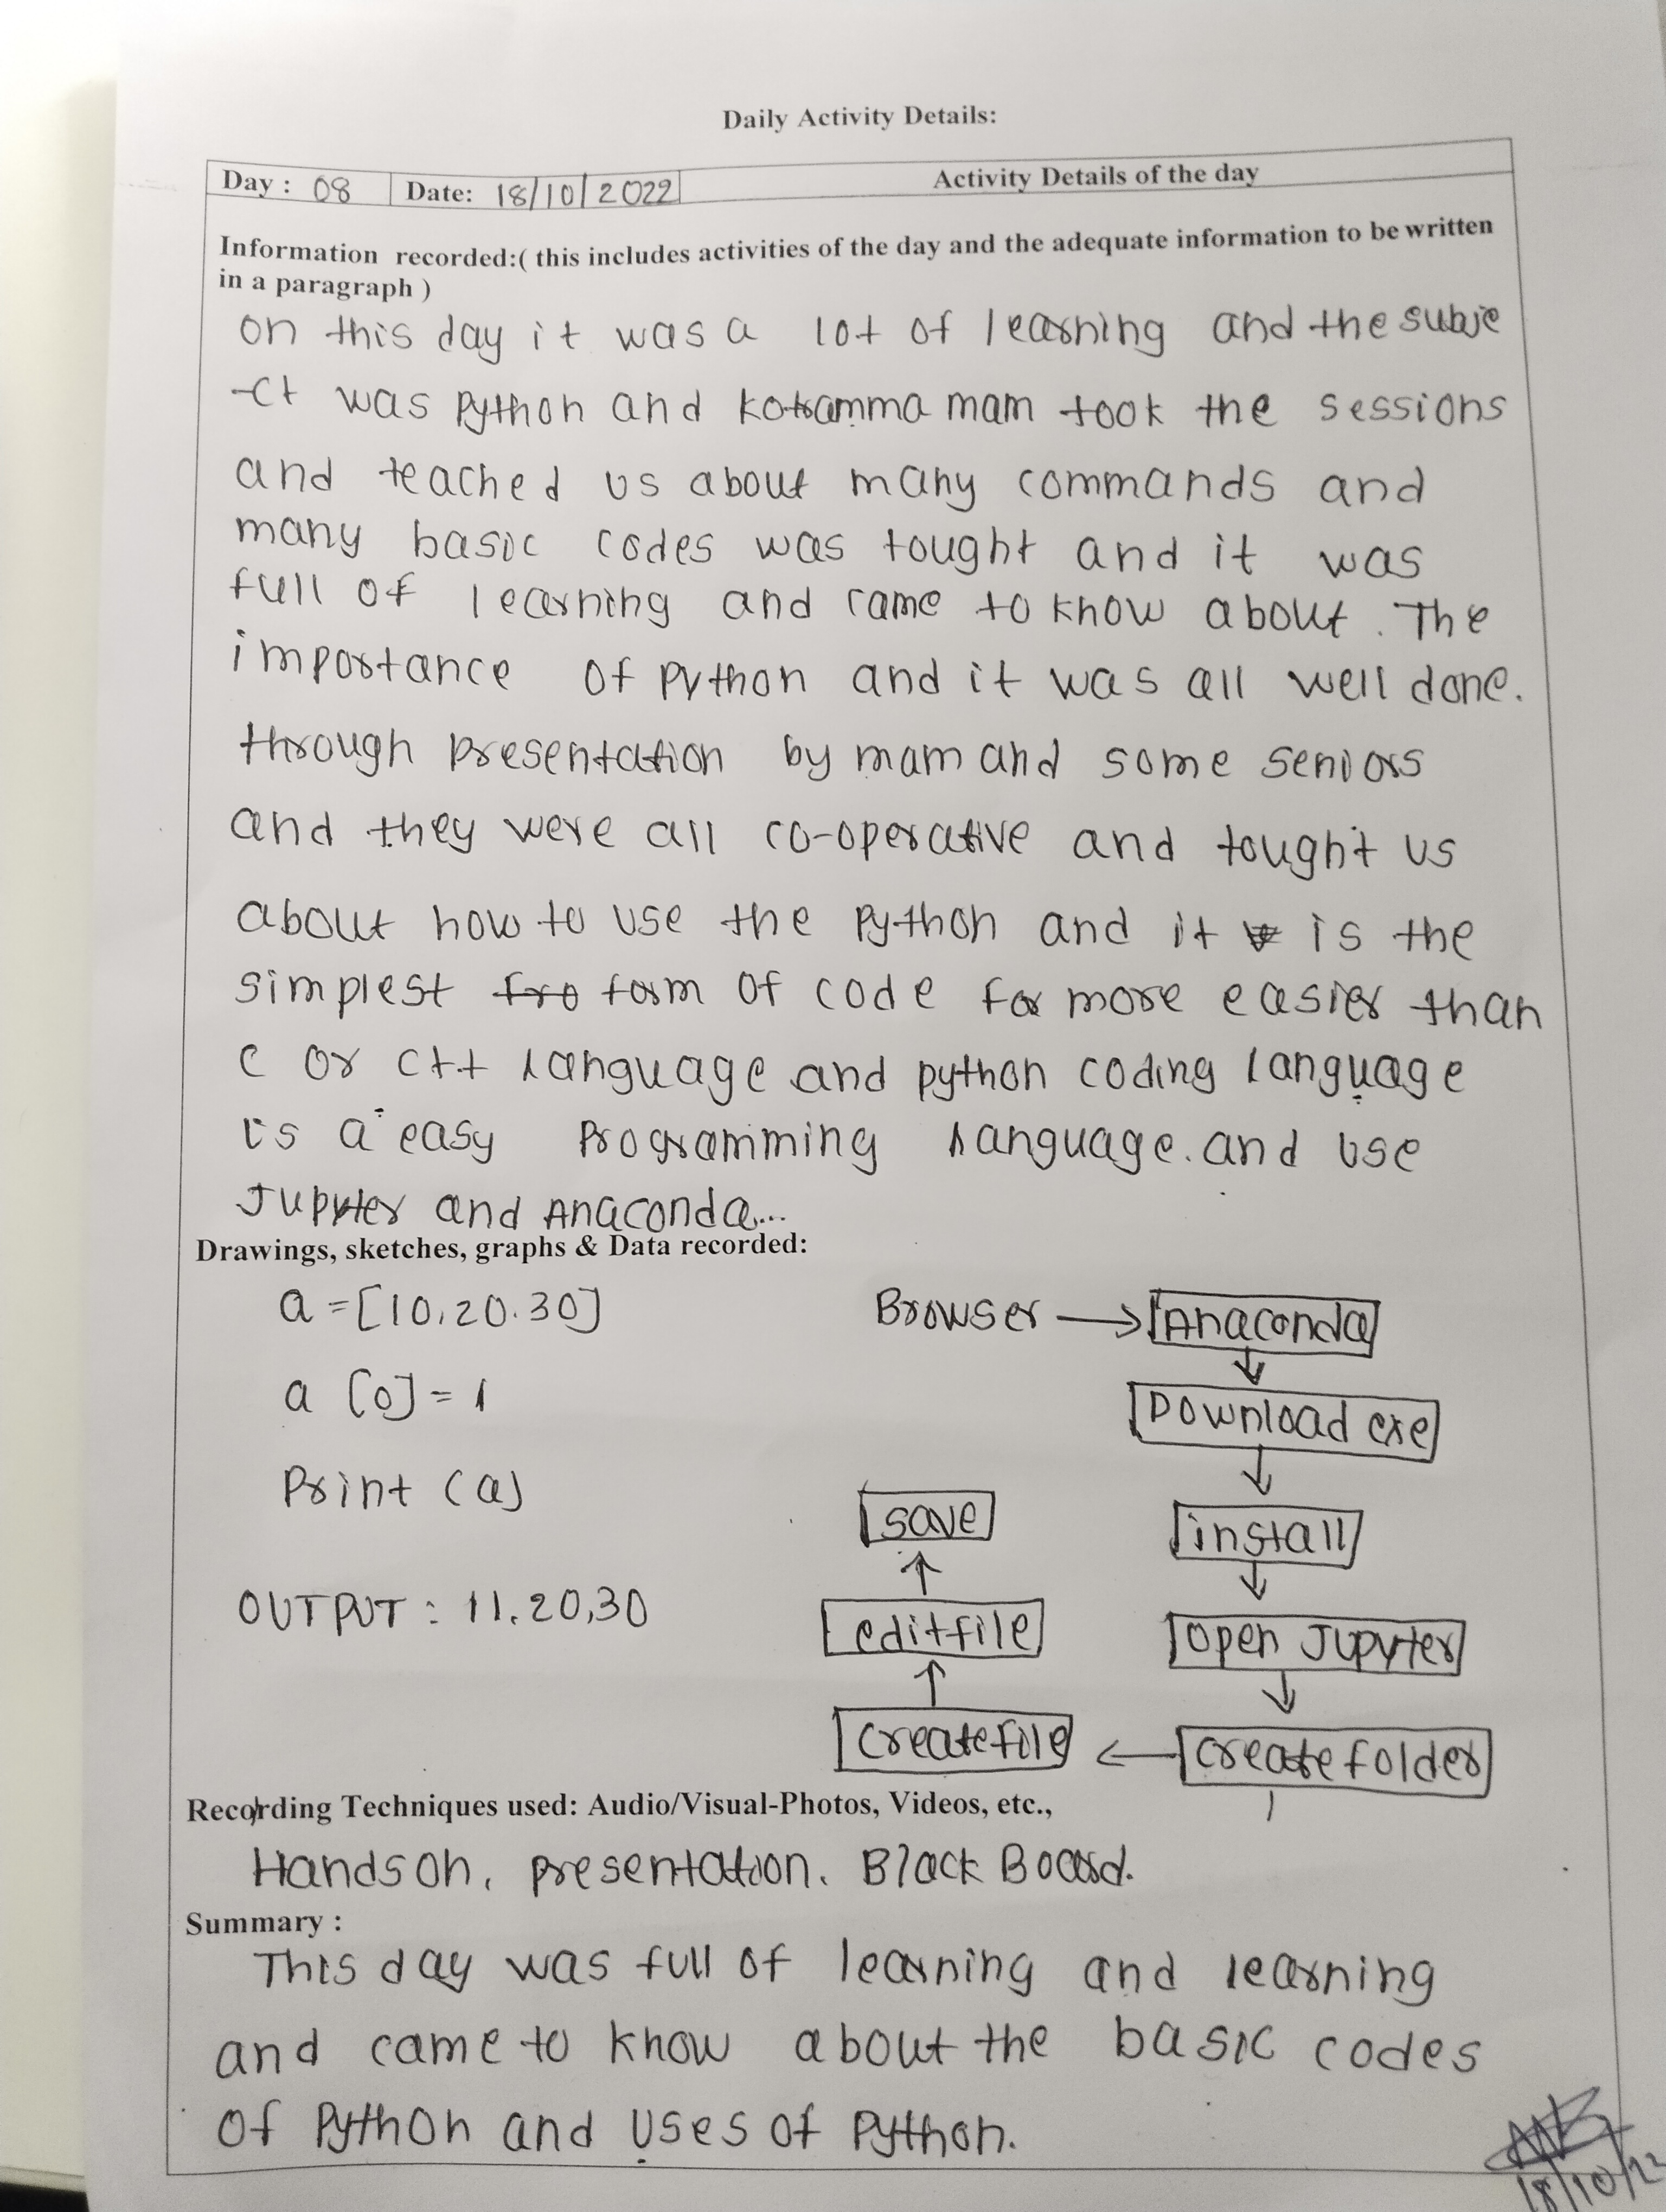 Daily Activity Details:
Day : 08 Date: 18/10/2022 Activity Details of the day
Information recorded:( this includes activities of the day and the adequate information to be written
in a paragraph )
on this day it was a lot of learning and the subje
-ct was python and kotramma mam took the sessions
and teached us about many commands and
many basic codes was tought and it was
full of learning and came to know about. The
importance of python and it was all well done.
through presentation by mam and some seniors
and they were all co-operative and tought us
about how to use the python and it is the
simplest fro form of code far more easier than
C or C++ language and python coding language
is a easy programming language. and use
Jupyter and Anaconda...
Drawings, sketches, graphs & Data recorded:
a = [10,20.30]
a [0] = 1
Print (a)
OUTPUT : 11,20,30
Browser → Anaconda
Download exe
install
open Jupyter
create folder
create file
edit file
save
Recording Techniques used: Audio/Visual-Photos, Videos, etc.,
Handson, presentation. Black Board.
Summary :
This day was full of learning and learning
and came to know about the basic codes
of Python and uses of Python.
18/10/22